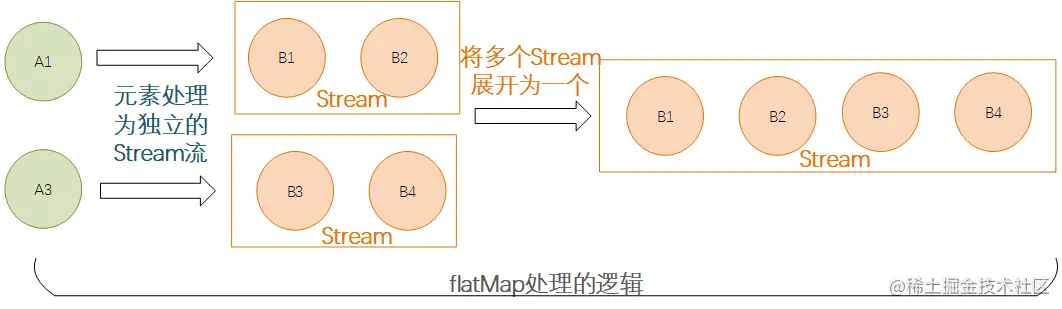 A1
B1
B2
Stream
元素处理
为独立的
Stream流
A3
B3
B4
Stream
将多个Stream
展开为一个
B1
B2
B3
B4
Stream
flatMap处理的逻辑
@稀土掘金技术社区